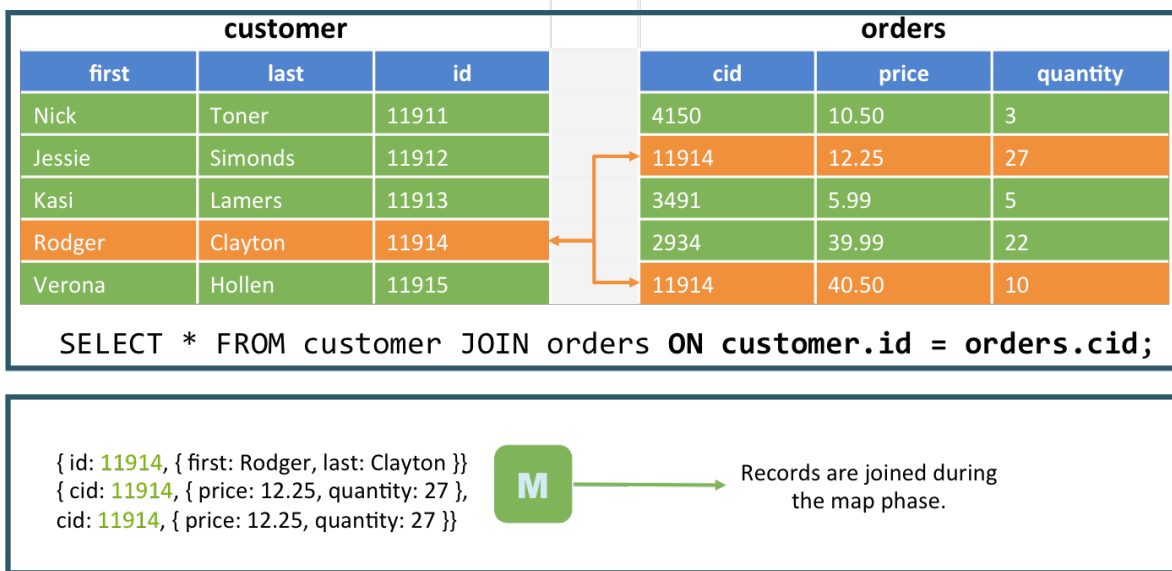 customer orders
first last id cid price quantity
Nick Toner 11911 4150 10.50 3
Jessie Simonds 11912 11914 12.25 27
Kasi Lamers 11913 3491 5.99 5
Rodger Clayton 11914 2934 39.99 22
Verona Hollen 11915 11914 40.50 10
SELECT * FROM customer JOIN orders ON customer.id = orders.cid;
{ id: 11914, { first: Rodger, last: Clayton }}
{ cid: 11914, { price: 12.25, quantity: 27 },
cid: 11914, { price: 12.25, quantity: 27 }}
M
Records are joined during
the map phase.